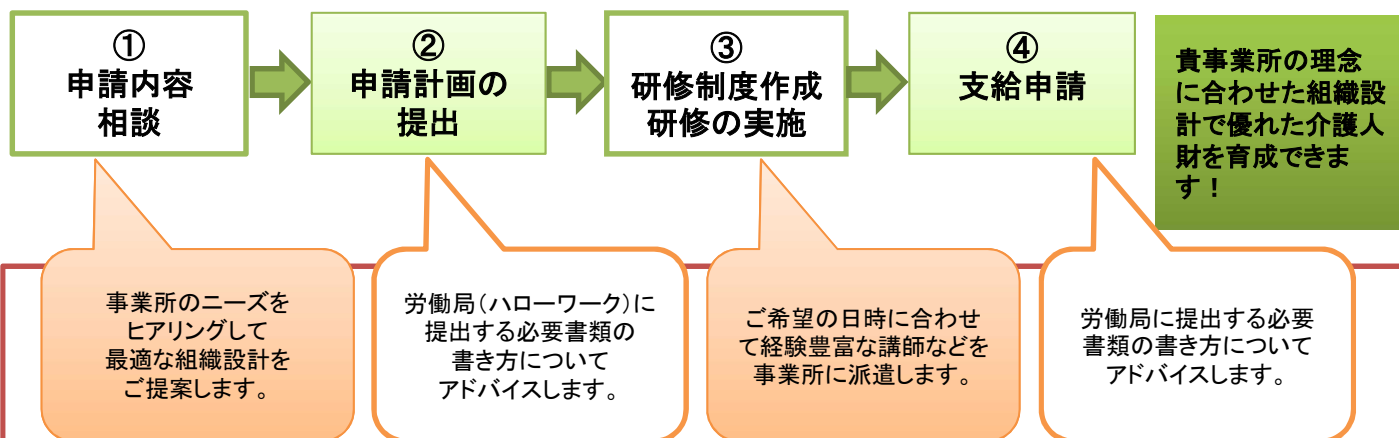 ①
申請内容
相談
②
申請計画の
提出
③
研修制度作成
研修の実施
④
支給申請
貴事業所の理念
に合わせた組織設
計で優れた介護人
財を育成できま
す！
事業所のニーズを
ヒアリングして
最適な組織設計を
ご提案します。
労働局（ハローワーク）に
提出する必要書類の
書き方について
アドバイスします。
ご希望の日時に合わせ
て経験豊富な講師などを
事業所に派遣します。
労働局に提出する必要
書類の書き方について
アドバイスします。